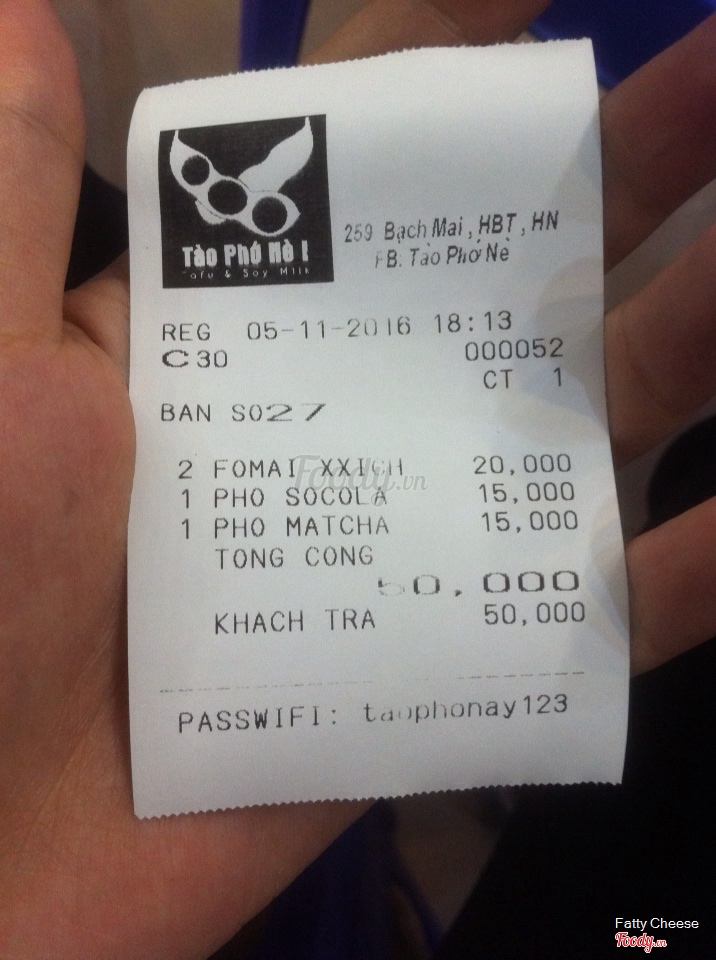 Tào Phớ Nè !
Tofu & Soy Milk
259 Bạch Mai , HBT , HN
FB: Tào Phớ Nè
REG 05-11-2016 18:13
C30 000052
CT 1
BAN S027
2 FOMAI XXICH 20,000
1 PHO SOCOLA 15,000
1 PHO MATCHA 15,000
TONG CONG
50,000
KHACH TRA 50,000
PASSWIFI: taophonay123
Foody.vn
Fatty Cheese
Foody.vn